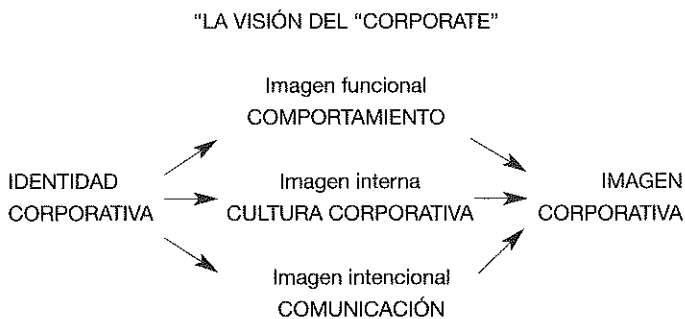 “LA VISIÓN DEL “CORPORATE”
Imagen funcional
COMPORTAMIENTO
IDENTIDAD
CORPORATIVA
Imagen interna
CULTURA CORPORATIVA
IMAGEN
CORPORATIVA
Imagen intencional
COMUNICACIÓN